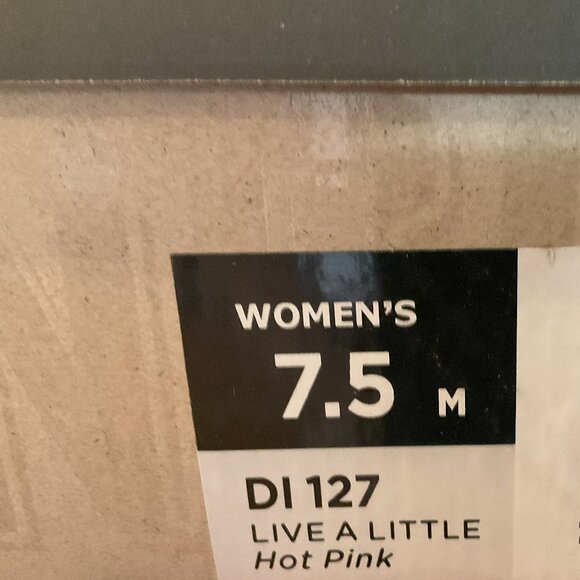 WOMEN'S
7.5 M
DI 127
LIVE A LITTLE
Hot Pink